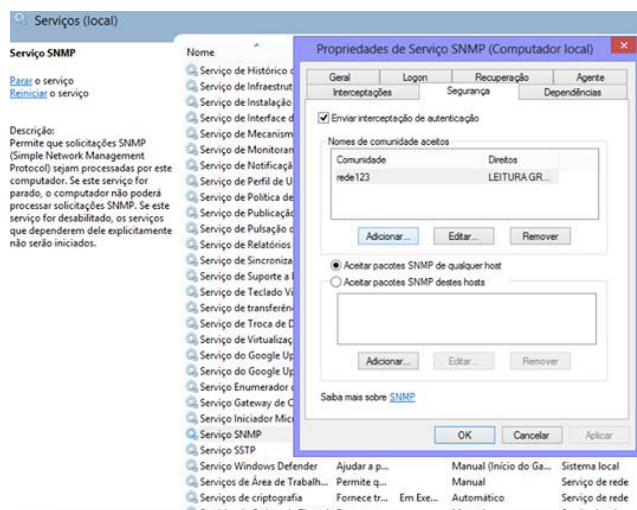 Serviços (local)
Serviço SNMP
Parar o serviço
Reiniciar o serviço
Descrição:
Permite que solicitações SNMP
(Simple Network Management
Protocol) sejam processadas por este
computador. Se este serviço for
parado, o computador não poderá
processar solicitações SNMP. Se este
serviço for desabilitado, os serviços
que dependerem dele explicitamente
não serão iniciados.
Nome
Serviço de Histórico
Serviço de Infraestrut
Serviço de Instalação
Serviço de Interface d
Serviço de Mecanism
Serviço de Monitoran
Serviço de Notificaçã
Serviço de Perfil de U
Serviço de Política de
Serviço de Publicaçã
Serviço de Pulsação
Serviço de Relatórios
Serviço de Sincroniza
Serviço de Suporte a
Serviço de Teclado Vi
Serviço de transferên
Serviço de Troca de D
Serviço de Virtualizaç
Serviço do Google Up
Serviço do Google Up
Serviço Enumerador
Serviço Gateway de C
Serviço Iniciador Micr
Serviço SNMP
Serviço SSTP
Serviço Windows Defender Ajudar a p... Manual (Início do Ga... Sistema local
Serviços de Área de Trabalh... Permite q... Manual Serviço de rede
Serviços de criptografia Fornece tr... Em Exe... Automático Serviço de rede
Propriedades de Serviço SNMP (Computador local)
Geral Logon Recuperação Agente
Interceptações Segurança Dependências
Enviar interceptação de autenticação
Nomes de comunidade aceitos
Comunidade Direitos
rede123 LEITURA GR...
Adicionar... Editar... Remover
Aceitar pacotes SNMP de qualquer host
Aceitar pacotes SNMP destes hosts
Adicionar... Editar... Remover
Saiba mais sobre SNMP
OK Cancelar Aplicar